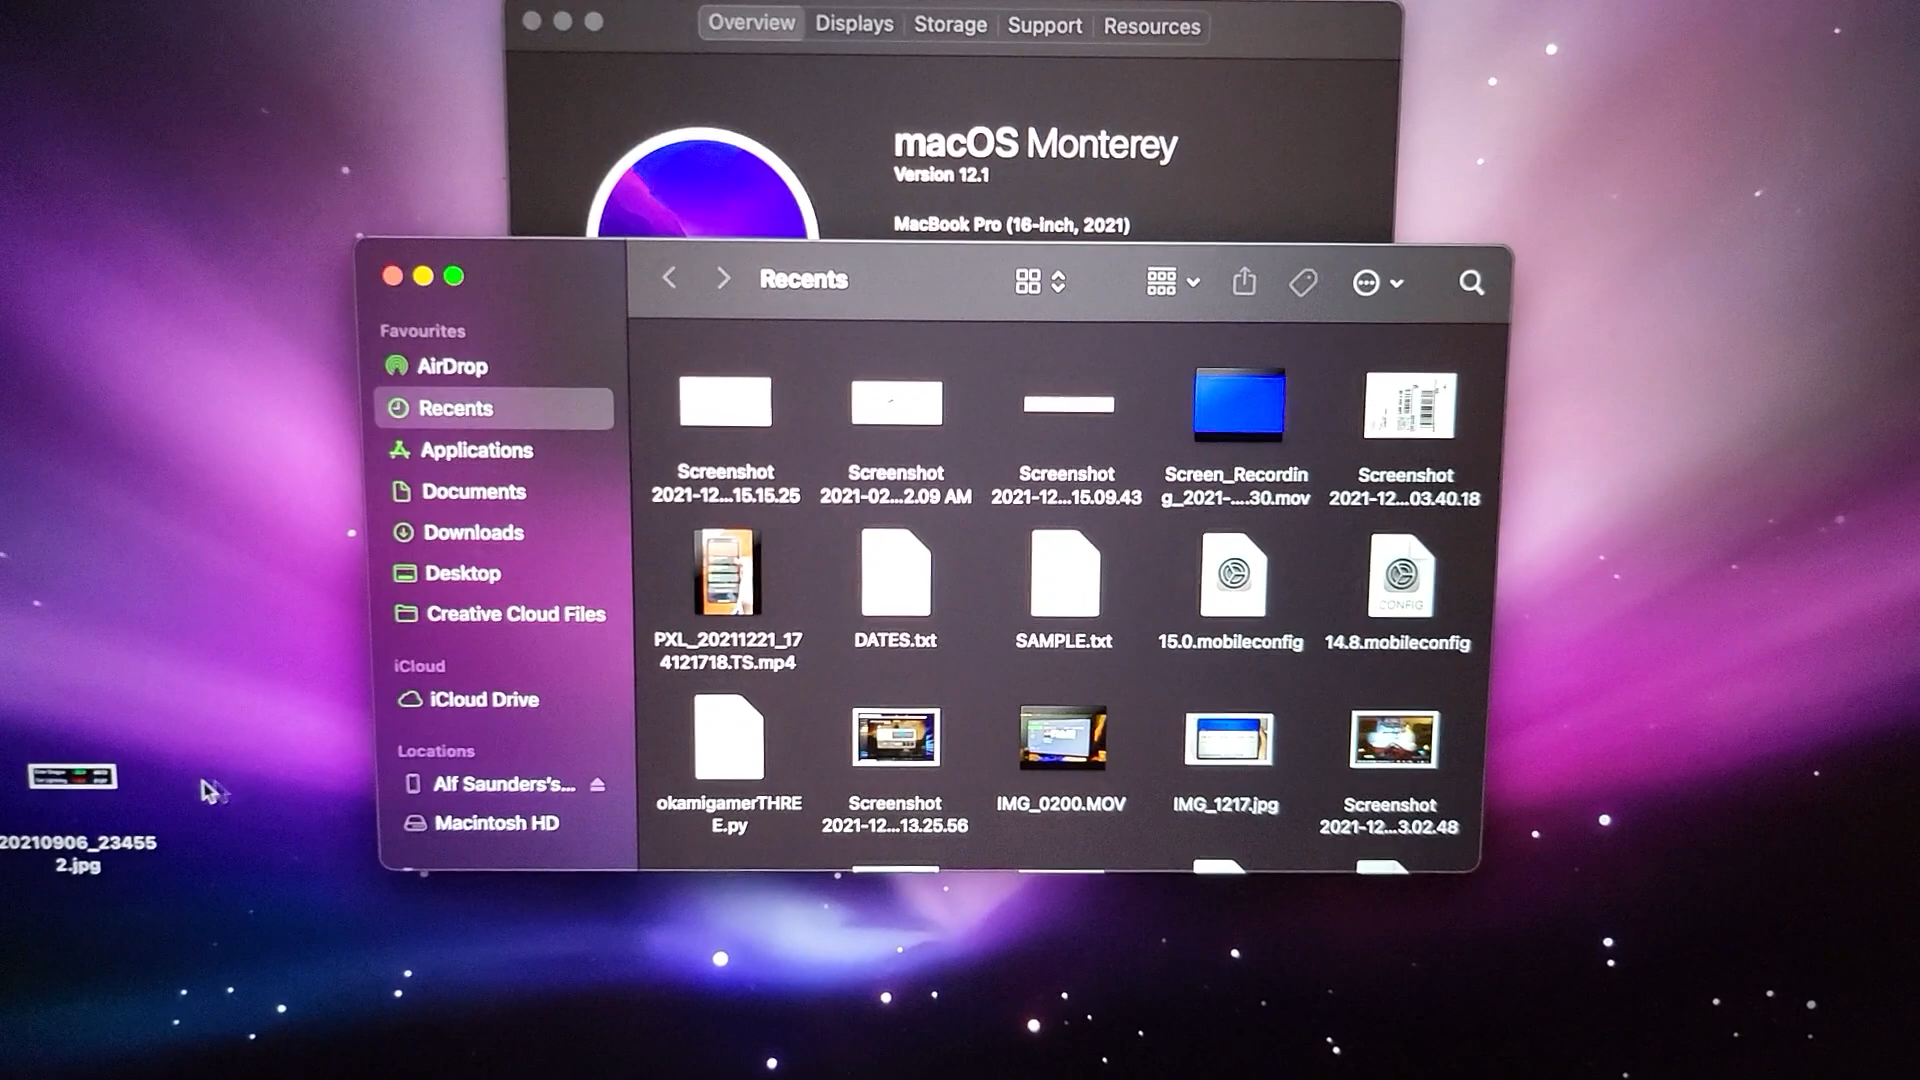 Overview Displays Storage Support Resources
macOS Monterey
Version 12.1
MacBook Pro (16-inch, 2021)
Recents
Favourites
AirDrop
Recents
Applications
Documents
Downloads
Desktop
Creative Cloud Files
iCloud
iCloud Drive
Locations
Alf Saunders's...
Macintosh HD
Screenshot
2021-12...15.15.25
Screenshot
2021-02...2.09 AM
Screenshot
2021-12...15.09.43
Screen_Recordin
g_2021-....30.mov
Screenshot
2021-12...03.40.18
PXL_20211221_17
4121718.TS.mp4
DATES.txt
SAMPLE.txt
15.0.mobileconfig
CONFIG
14.8.mobileconfig
okamigamerTHRE
E.py
Screenshot
2021-12...13.25.56
IMG_0200.MOV
IMG_1217.jpg
Screenshot
2021-12...3.02.48
20210906_23455
2.jpg